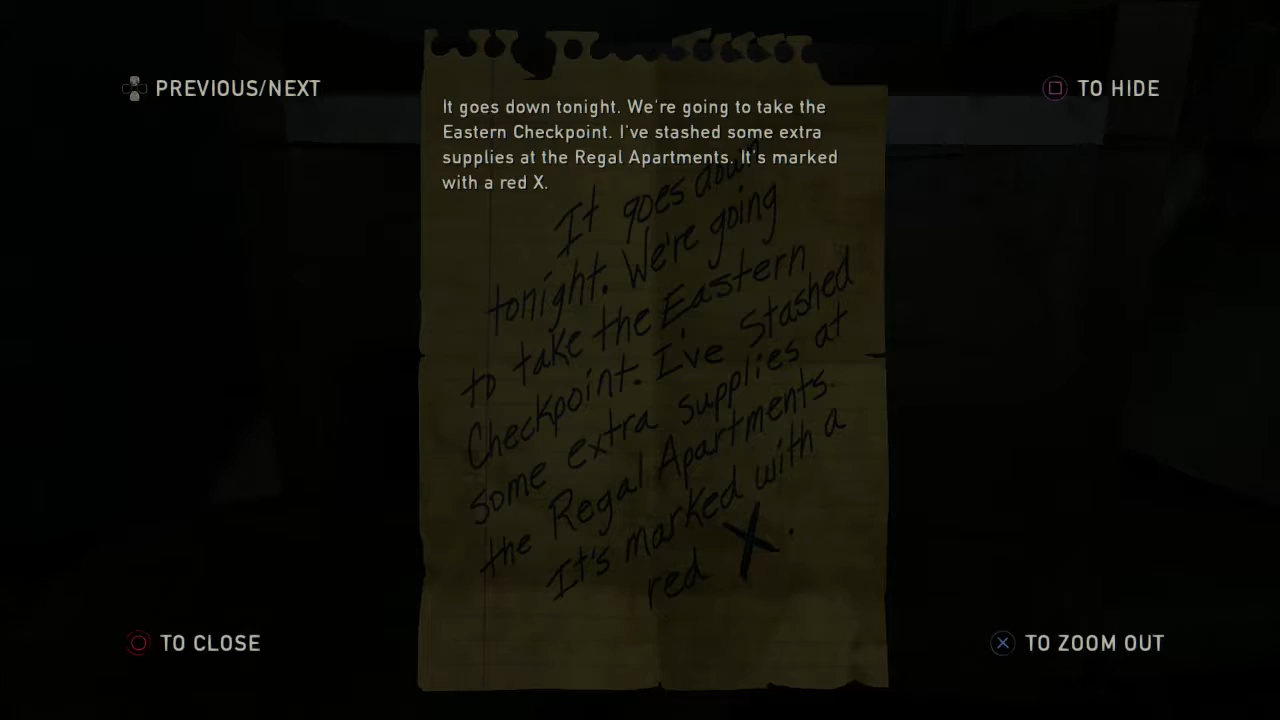 PREVIOUS/NEXT
TO HIDE
It goes down tonight. We're going to take the
Eastern Checkpoint. I've stashed some extra
supplies at the Regal Apartments. It's marked
with a red X.
It goes down
tonight. We're going
to take the Eastern
Checkpoint. I've Stashed
some extra supplies at
the Regal Apartments.
It's marked with a
red X.
TO CLOSE
TO ZOOM OUT